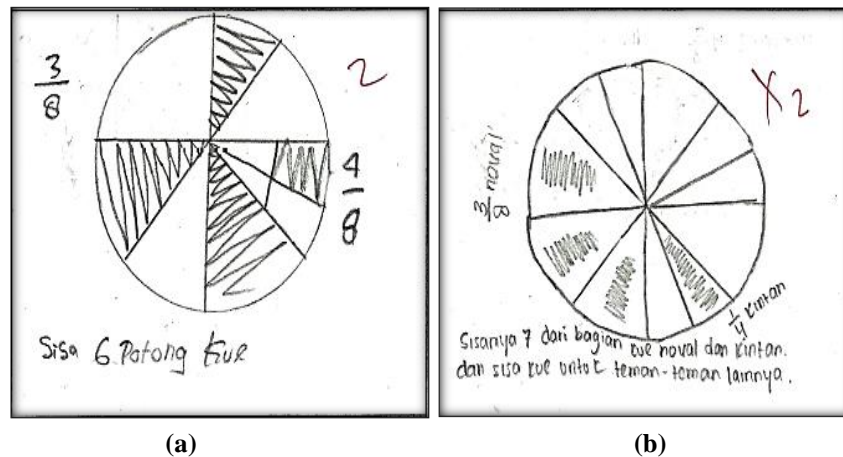 3/8
2
4/8
Sisa 6 Potong kue
X 2
3/8 noval
1/4 kintan
Sisanya 7 dari bagian kue noval dan kintan.
dan sisa kue untuk teman-teman lainnya.
(a)
(b)